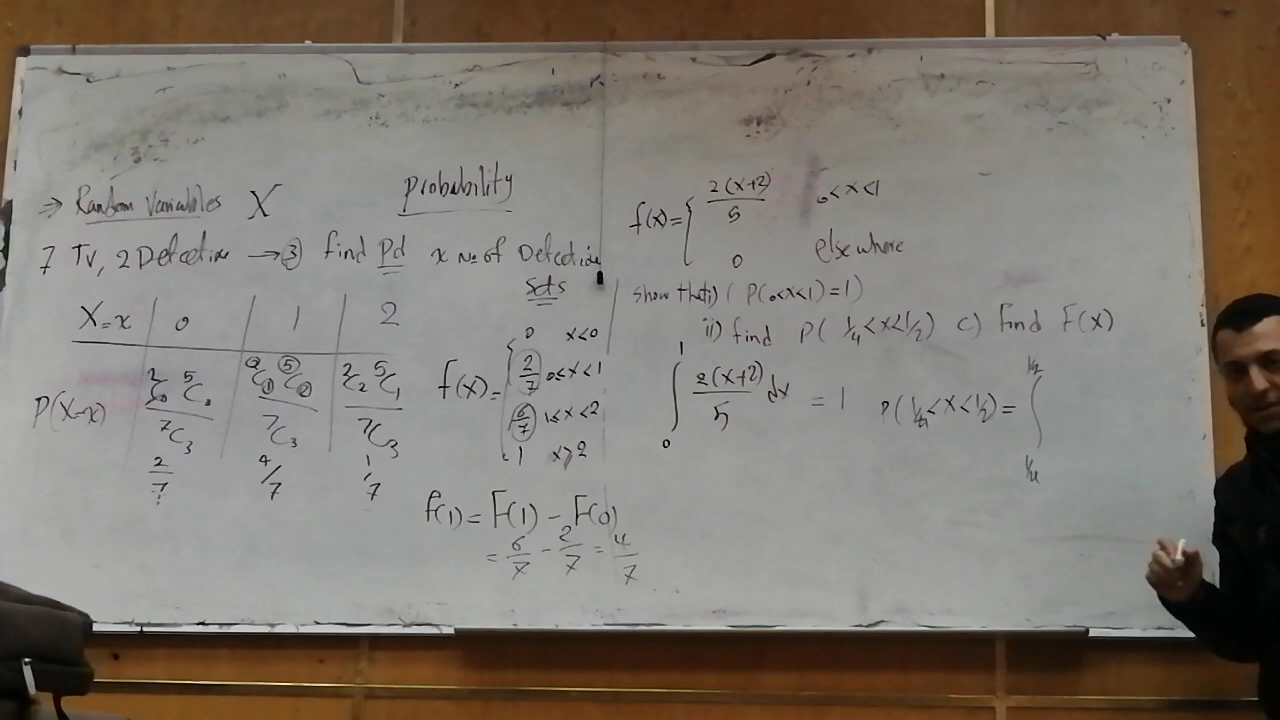 probability
⇒ Random Variables X
7 Tv, 2 Defective → ③ find Pd x № of Defective
sets
X=x | 0 | 1 | 2
P(X=x) | ²C₀ ⁵C₃ / ⁷C₃ | ²C₁ ⁵C₂ / ⁷C₃ | ²C₂ ⁵C₁ / ⁷C₃
2/7 | 4/7 | 1/7
f(x) = { 0 x<0
2/7 0≤x<1
6/7 1≤x<2
1 x≥2
f(1) = F(1) − F(0)
= 6/7 − 2/7 = 4/7
f(x) = { 2(x+2)/5 0<x<1
0 elsewhere
show that i) ( P(0<x<1)=1)
ii) find P( 1/4<x<1/2) c) find F(x)
∫₀¹ 2(x+2)/5 dx = 1
P( 1/4<x<1/2) = ∫ 1/4 1/2